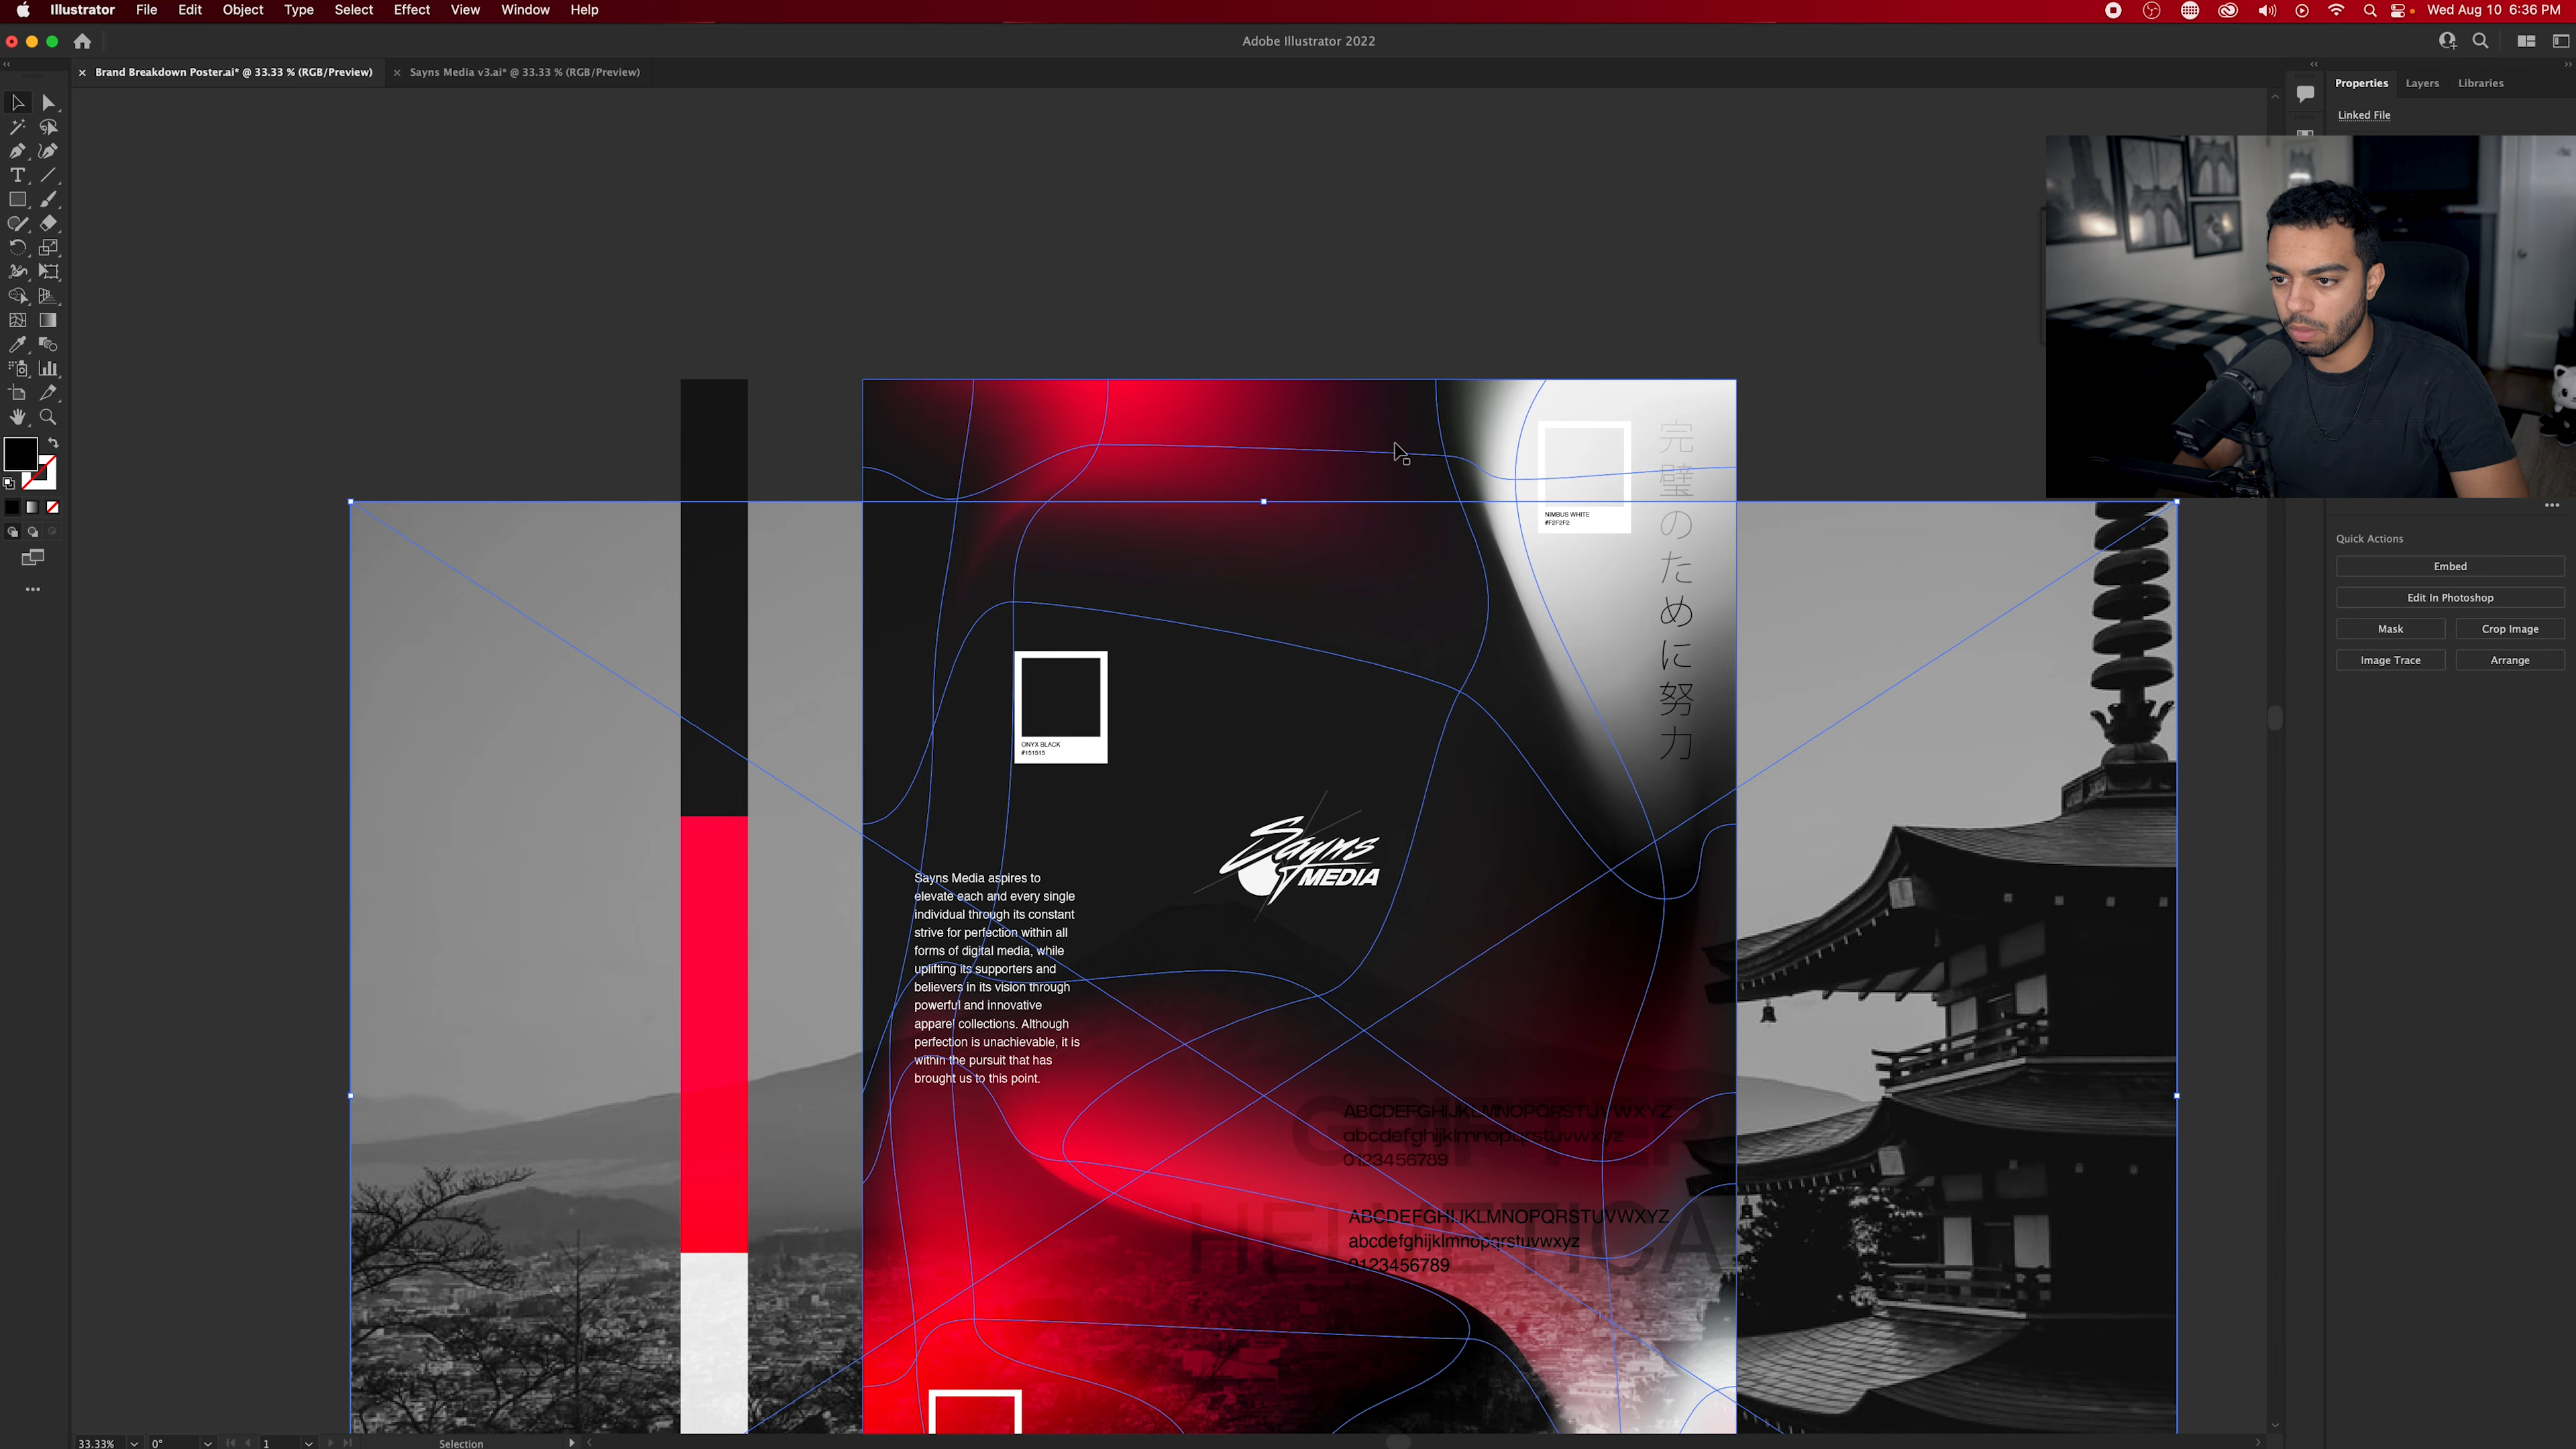 Illustrator File Edit Object Type Select Effect View Window Help
Wed Aug 10 6:36 PM
Adobe Illustrator 2022
× Brand Breakdown Poster.ai* @ 33.33 % (RGB/Preview)
× Sayns Media v3.ai* @ 33.33 % (RGB/Preview)
Properties Layers Libraries
Linked File
Quick Actions
Embed
Edit In Photoshop
Mask
Crop Image
Image Trace
Arrange
NIMBUS WHITE
#F2F2F2
完璧のために努力
ONYX BLACK
#151515
Sayns
MEDIA
Sayns Media aspires to
elevate each and every single
individual through its constant
strive for perfection within all
forms of digital media, while
uplifting its supporters and
believers in its vision through
powerful and innovative
apparel collections. Although
perfection is unachievable, it is
within the pursuit that has
brought us to this point.
ABCDEFGHIJKLMNOPQRSTUVWXYZ
abcdefghijklmnopqrstuvwxyz
0123456789
HELVETICA
ABCDEFGHIJKLMNOPQRSTUVWXYZ
abcdefghijklmnopqrstuvwxyz
0123456789
33.33% 0° 1 Selection